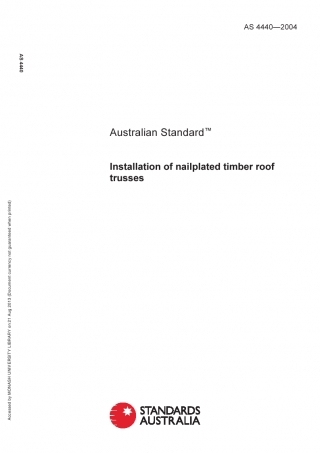 AS 4440—2004
AS 4440
Australian Standard™
Installation of nailplated timber roof
trusses
Accessed by MONASH UNIVERSITY LIBRARY on 21 Aug 2013 (Document currency not guaranteed when printed)
STANDARDS
AUSTRALIA